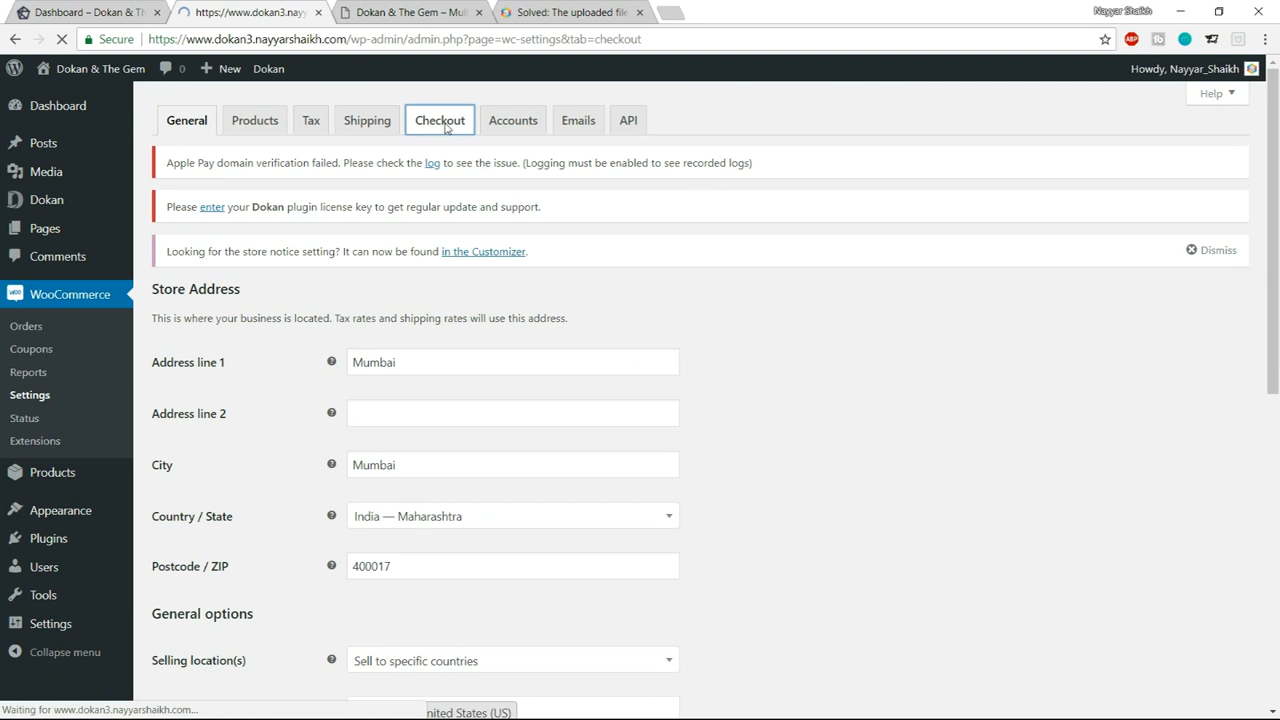 Dashboard – Dokan & Th
https://www.dokan3.nayy
Dokan & The Gem – Mult
Solved: The uploaded file
Nayyar Shaikh
Secure
https://www.dokan3.nayyarshaikh.com/wp-admin/admin.php?page=wc-settings&tab=checkout
ABP
Dokan & The Gem
0
New
Dokan
Howdy, Nayyar_Shaikh
Help
Dashboard
Posts
Media
Dokan
Pages
Comments
WooCommerce
Orders
Coupons
Reports
Settings
Status
Extensions
Products
Appearance
Plugins
Users
Tools
Settings
Collapse menu
General
Products
Tax
Shipping
Checkout
Accounts
Emails
API
Apple Pay domain verification failed. Please check the log to see the issue. (Logging must be enabled to see recorded logs)
Please enter your Dokan plugin license key to get regular update and support.
Looking for the store notice setting? It can now be found in the Customizer.
Dismiss
Store Address
This is where your business is located. Tax rates and shipping rates will use this address.
Address line 1
Mumbai
Address line 2
City
Mumbai
Country / State
India — Maharashtra
Postcode / ZIP
400017
General options
Selling location(s)
Sell to specific countries
nited States (US)
Waiting for www.dokan3.nayyarshaikh.com...